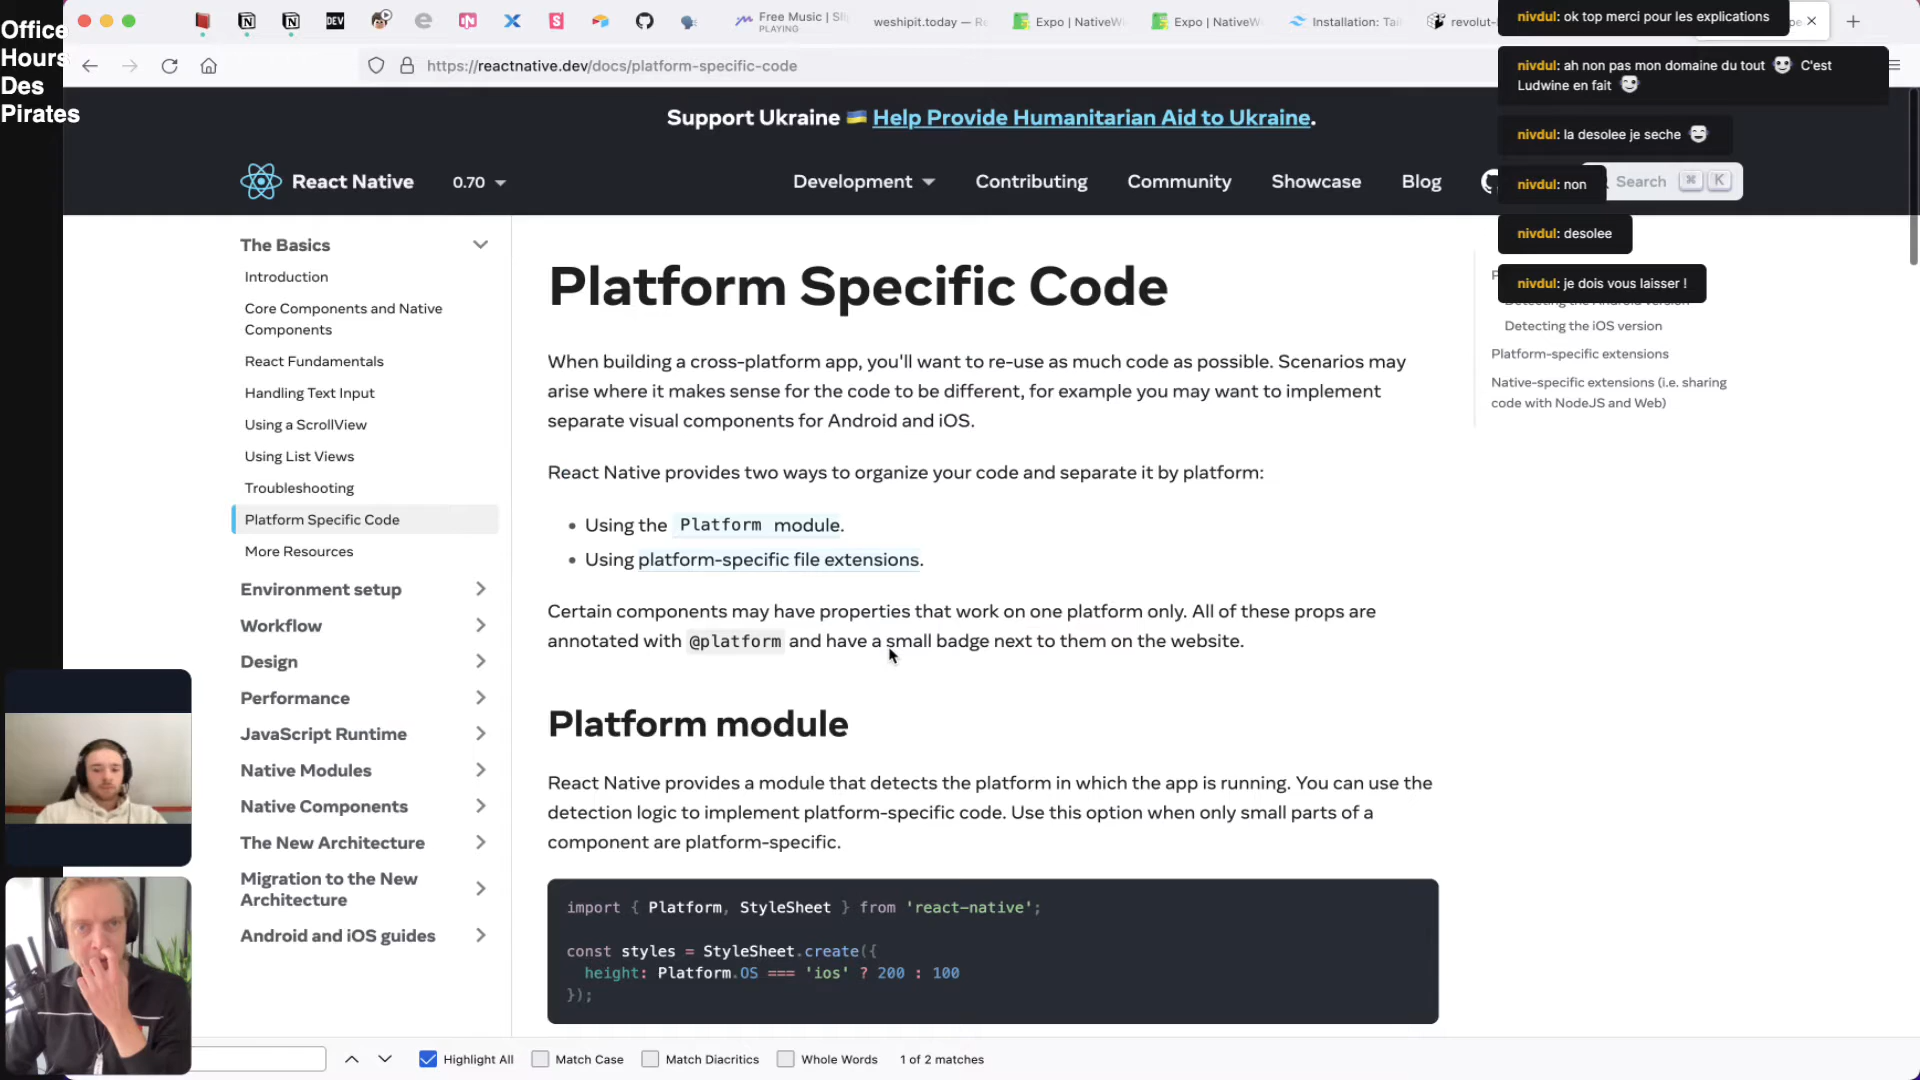 Office
Hours
Des
Pirates
DEV
Free Music | Sli
PLAYING
weshipit.today — Re
Expo | NativeW
Expo | NativeW
Installation: Tai
revolut-
https://reactnative.dev/docs/platform-specific-code
nivdul: ok top merci pour les explications
nivdul: ah non pas mon domaine du tout C'est
Ludwine en fait
nivdul: la desolee je seche
nivdul: non
nivdul: desolee
nivdul: je dois vous laisser !
Support Ukraine Help Provide Humanitarian Aid to Ukraine.
React Native
0.70
Development
Contributing
Community
Showcase
Blog
Search ⌘ K
The Basics
Introduction
Core Components and Native
Components
React Fundamentals
Handling Text Input
Using a ScrollView
Using List Views
Troubleshooting
Platform Specific Code
More Resources
Environment setup
Workflow
Design
Performance
JavaScript Runtime
Native Modules
Native Components
The New Architecture
Migration to the New
Architecture
Android and iOS guides
Platform Specific Code
When building a cross-platform app, you'll want to re-use as much code as possible. Scenarios may
arise where it makes sense for the code to be different, for example you may want to implement
separate visual components for Android and iOS.
React Native provides two ways to organize your code and separate it by platform:
• Using the Platform module.
• Using platform-specific file extensions.
Certain components may have properties that work on one platform only. All of these props are
annotated with @platform and have a small badge next to them on the website.
Platform module
React Native provides a module that detects the platform in which the app is running. You can use the
detection logic to implement platform-specific code. Use this option when only small parts of a
component are platform-specific.
import { Platform, StyleSheet } from 'react-native';
const styles = StyleSheet.create({
height: Platform.OS === 'ios' ? 200 : 100
});
Detecting the iOS version
Platform-specific extensions
Native-specific extensions (i.e. sharing
code with NodeJS and Web)
Highlight All
Match Case
Match Diacritics
Whole Words
1 of 2 matches